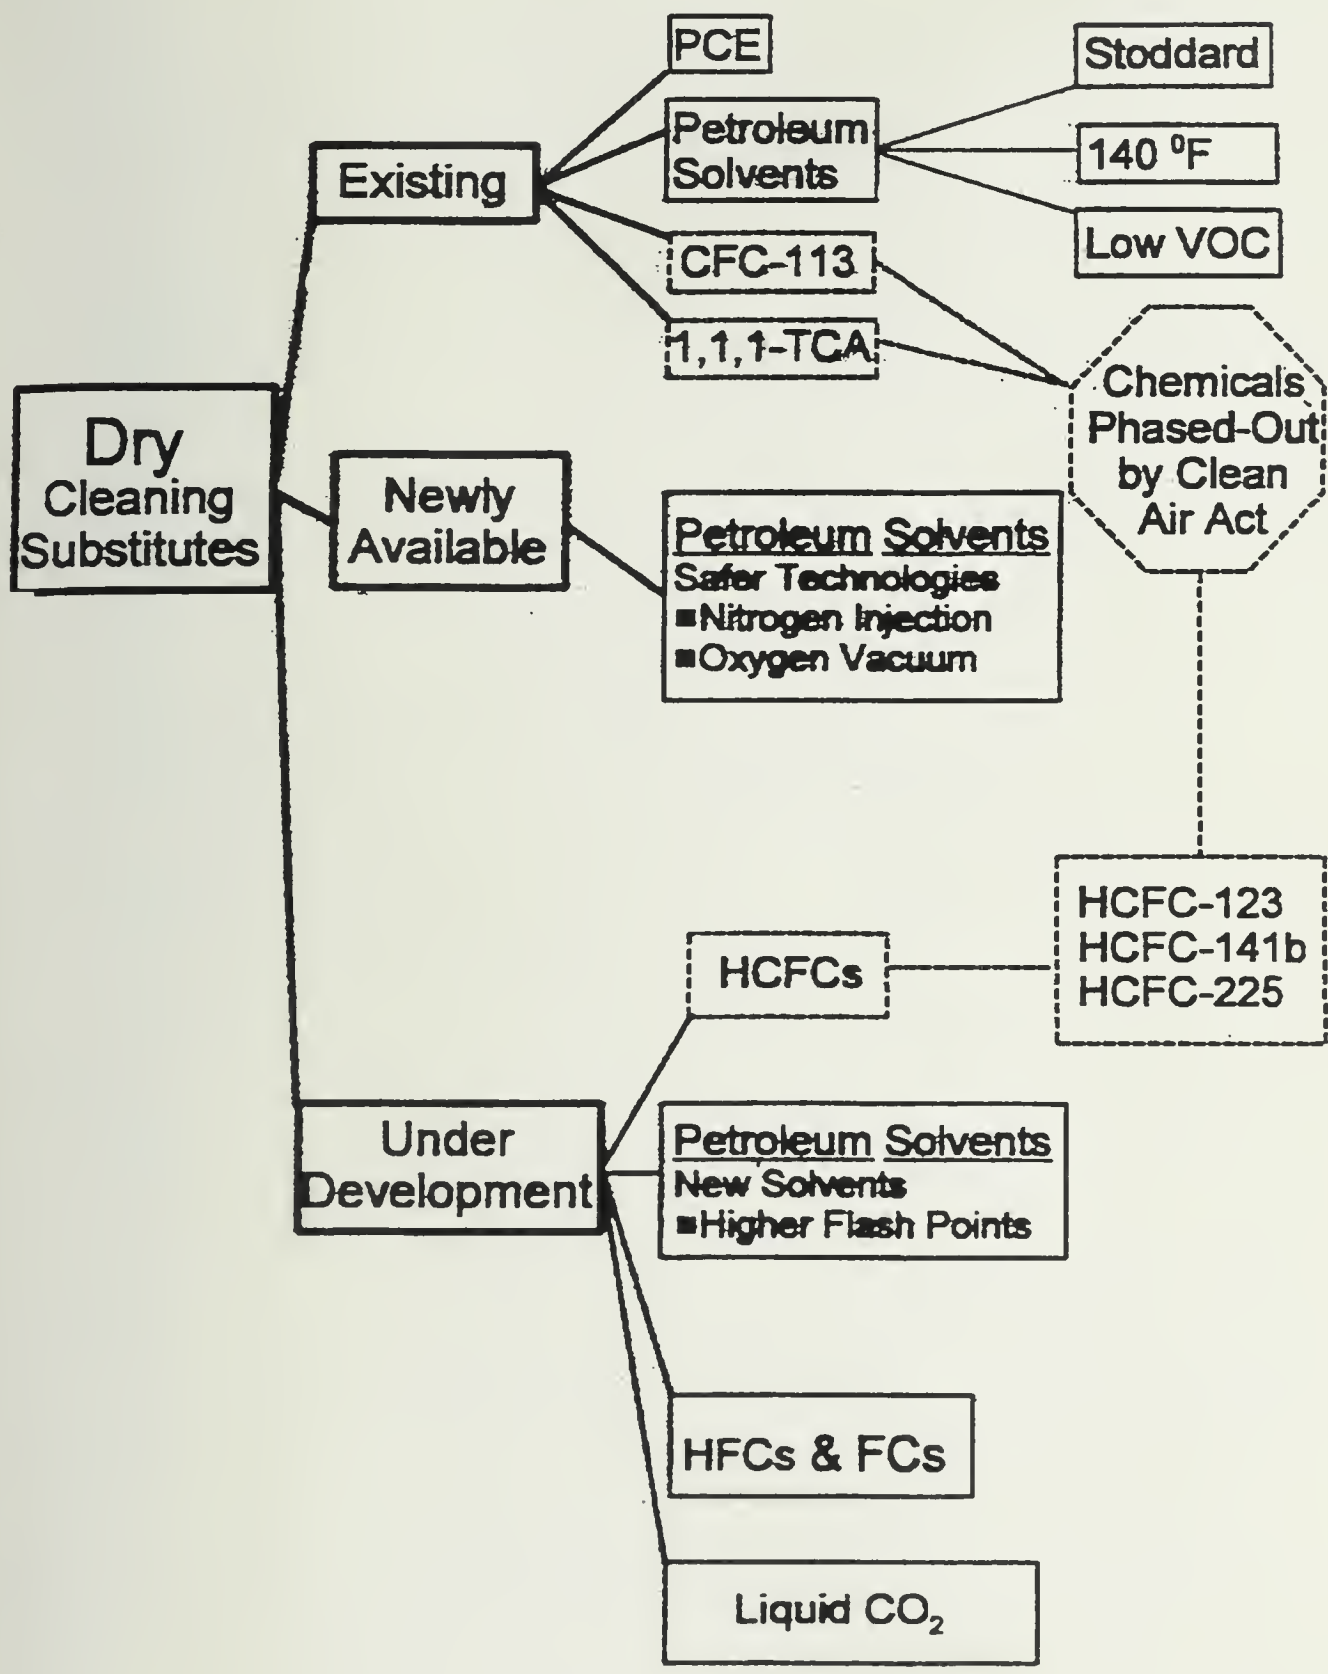 PCE
Petroleum
Solvents
Stoddard
140 ⁰F
Low VOC
Existing
CFC-113
1,1,1-TCA
Chemicals
Phased-Out
by Clean
Air Act
Dry
Cleaning
Substitutes
Newly
Available
Petroleum Solvents
Safer Technologies
■Nitrogen Injection
■Oxygen Vacuum
HCFCs
HCFC-123
HCFC-141b
HCFC-225
Under
Development
Petroleum Solvents
New Solvents
■Higher Flash Points
HFCs & FCs
Liquid CO₂